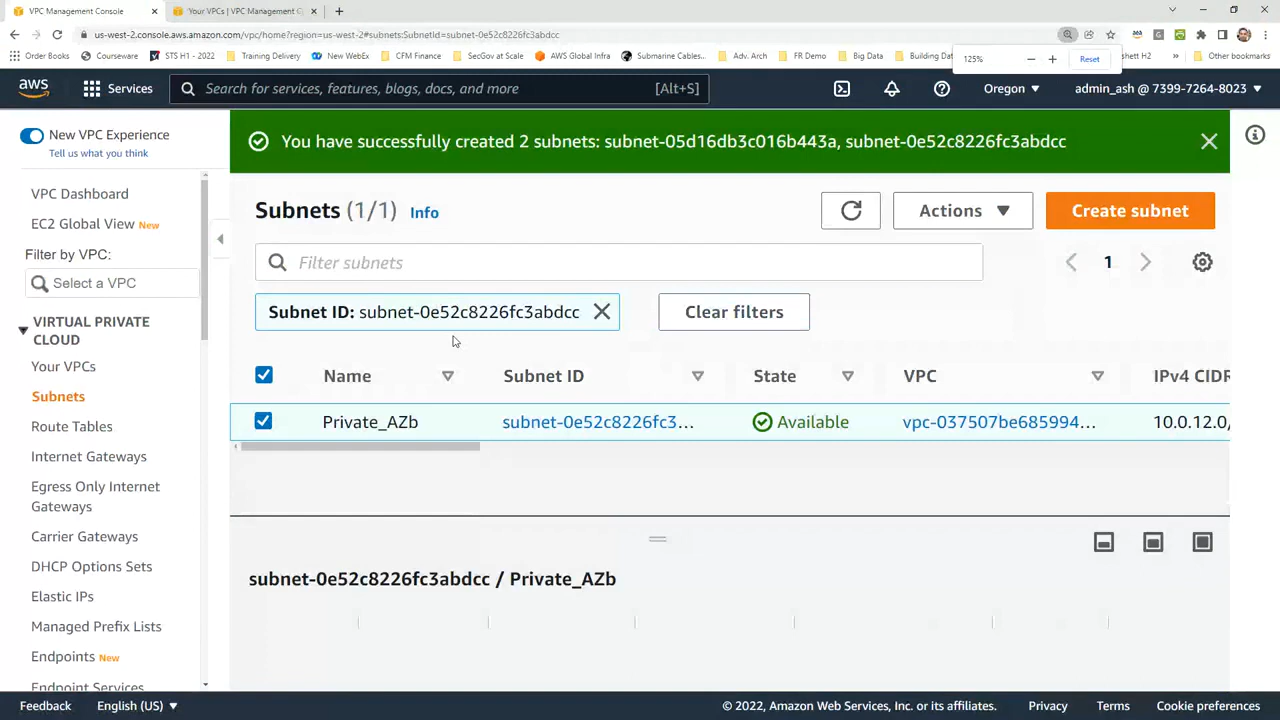 VPC Management Console
Your VPCs | VPC Management C
us-west-2.console.aws.amazon.com/vpc/home?region=us-west-2#subnets:SubnetId=subnet-0e52c8226fc3abdcc
Order Books
Courseware
STS H1 - 2022
Training Delivery
New WebEx
CFM Finance
SecGov at Scale
AWS Global Infra
Submarine Cables...
Adv. Arch
FR Demo
Big Data
Building Dat
shett H2
Other bookmarks
125%
Reset
aws
Services
Search for services, features, blogs, docs, and more
[Alt+S]
Oregon
admin_ash @ 7399-7264-8023
New VPC Experience
Tell us what you think
VPC Dashboard
EC2 Global View New
Filter by VPC:
Select a VPC
VIRTUAL PRIVATE
CLOUD
Your VPCs
Subnets
Route Tables
Internet Gateways
Egress Only Internet
Gateways
Carrier Gateways
DHCP Options Sets
Elastic IPs
Managed Prefix Lists
Endpoints New
Endpoint Services
You have successfully created 2 subnets: subnet-05d16db3c016b443a, subnet-0e52c8226fc3abdcc
Subnets (1/1) Info
Actions
Create subnet
Filter subnets
1
Subnet ID: subnet-0e52c8226fc3abdcc
Clear filters
Name
Subnet ID
State
VPC
IPv4 CIDR
Private_AZb
subnet-0e52c8226fc3...
Available
vpc-037507be685994...
10.0.12.0/
subnet-0e52c8226fc3abdcc / Private_AZb
Feedback
English (US)
© 2022, Amazon Web Services, Inc. or its affiliates.
Privacy
Terms
Cookie preferences